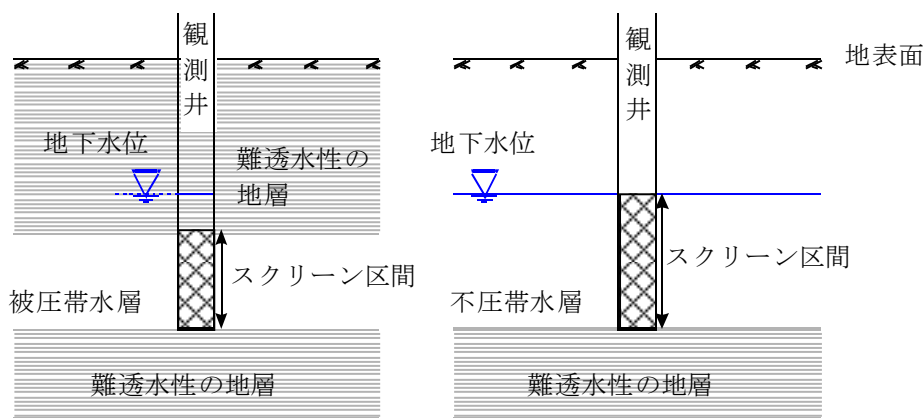 観測井
地下水位
難透水性の
地層
スクリーン区間
被圧帯水層
難透水性の地層
観測井
地表面
地下水位
スクリーン区間
不圧帯水層
難透水性の地層